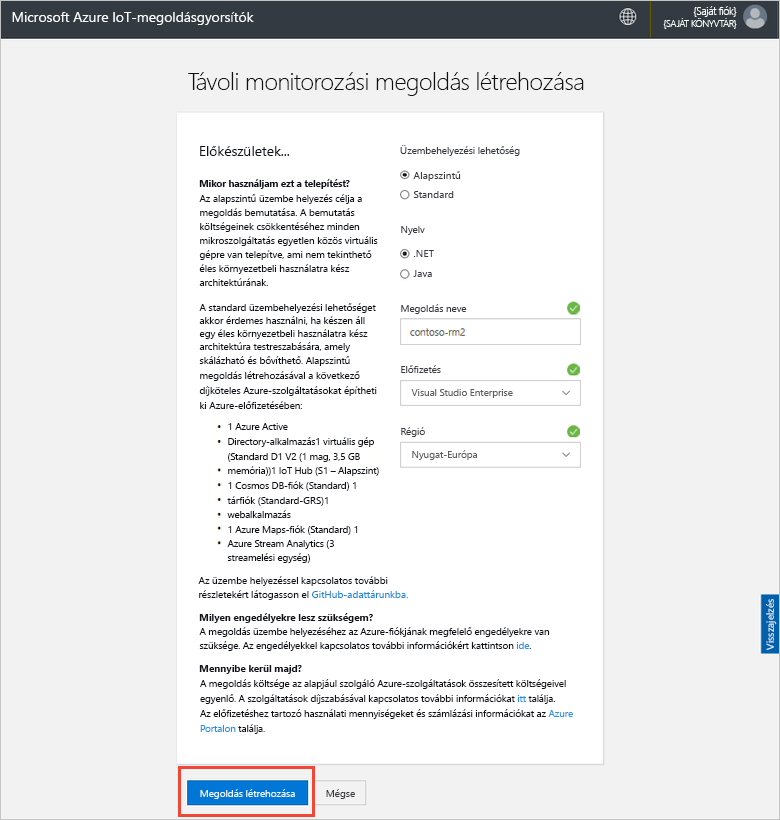 Microsoft Azure IoT-megoldásgyorsítók
{Saját fiók}
{SAJÁT KÖNYVTÁR}
Távoli monitorozási megoldás létrehozása
Előkészületek...
Mikor használjam ezt a telepítést?
Az alapszintű üzembe helyezés célja a
megoldás bemutatása. A bemutatás
költségeinek csökkentéséhez minden
mikroszolgáltatás egyetlen közös virtuális
gépre van telepítve, ami nem tekinthető
éles környezetbeli használatra kész
architektúrának.
A standard üzembehelyezési lehetőséget
akkor érdemes használni, ha készen áll
egy éles környezetbeli használatra kész
architektúra testreszabására, amely
skálázható és bővíthető. Alapszintű
megoldás létrehozásával a következő
díjköteles Azure-szolgáltatásokat építheti
ki Azure-előfizetésében:
• 1 Azure Active
• Directory-alkalmazás1 virtuális gép
(Standard D1 V2 (1 mag, 3,5 GB
• memória))1 IoT Hub (S1 – Alapszint)
• 1 Cosmos DB-fiók (Standard) 1
• tárfiók (Standard-GRS)1
• webalkalmazás
• 1 Azure Maps-fiók (Standard) 1
• Azure Stream Analytics (3
streamelési egység)
Üzembehelyezési lehetőség
Alapszintű
Standard
Nyelv
.NET
Java
Megoldás neve
contoso-rm2
Előfizetés
Visual Studio Enterprise
Régió
Nyugat-Európa
Az üzembe helyezéssel kapcsolatos további
részletekért látogasson el GitHub-adattárunkba.
Milyen engedélyekre lesz szükségem?
A megoldás üzembe helyezéséhez az Azure-fiókjának megfelelő engedélyekre van
szüksége. Az engedélyekkel kapcsolatos további információkért kattintson ide.
Mennyibe kerül majd?
A megoldás költsége az alapjául szolgáló Azure-szolgáltatások összesített költségeivel
egyenlő. A szolgáltatások díjszabásával kapcsolatos további információkat itt találja.
Az előfizetéshez tartozó használati mennyiségeket és számlázási információkat az Azure
Portalon találja.
Visszajelzés
Megoldás létrehozása
Mégse